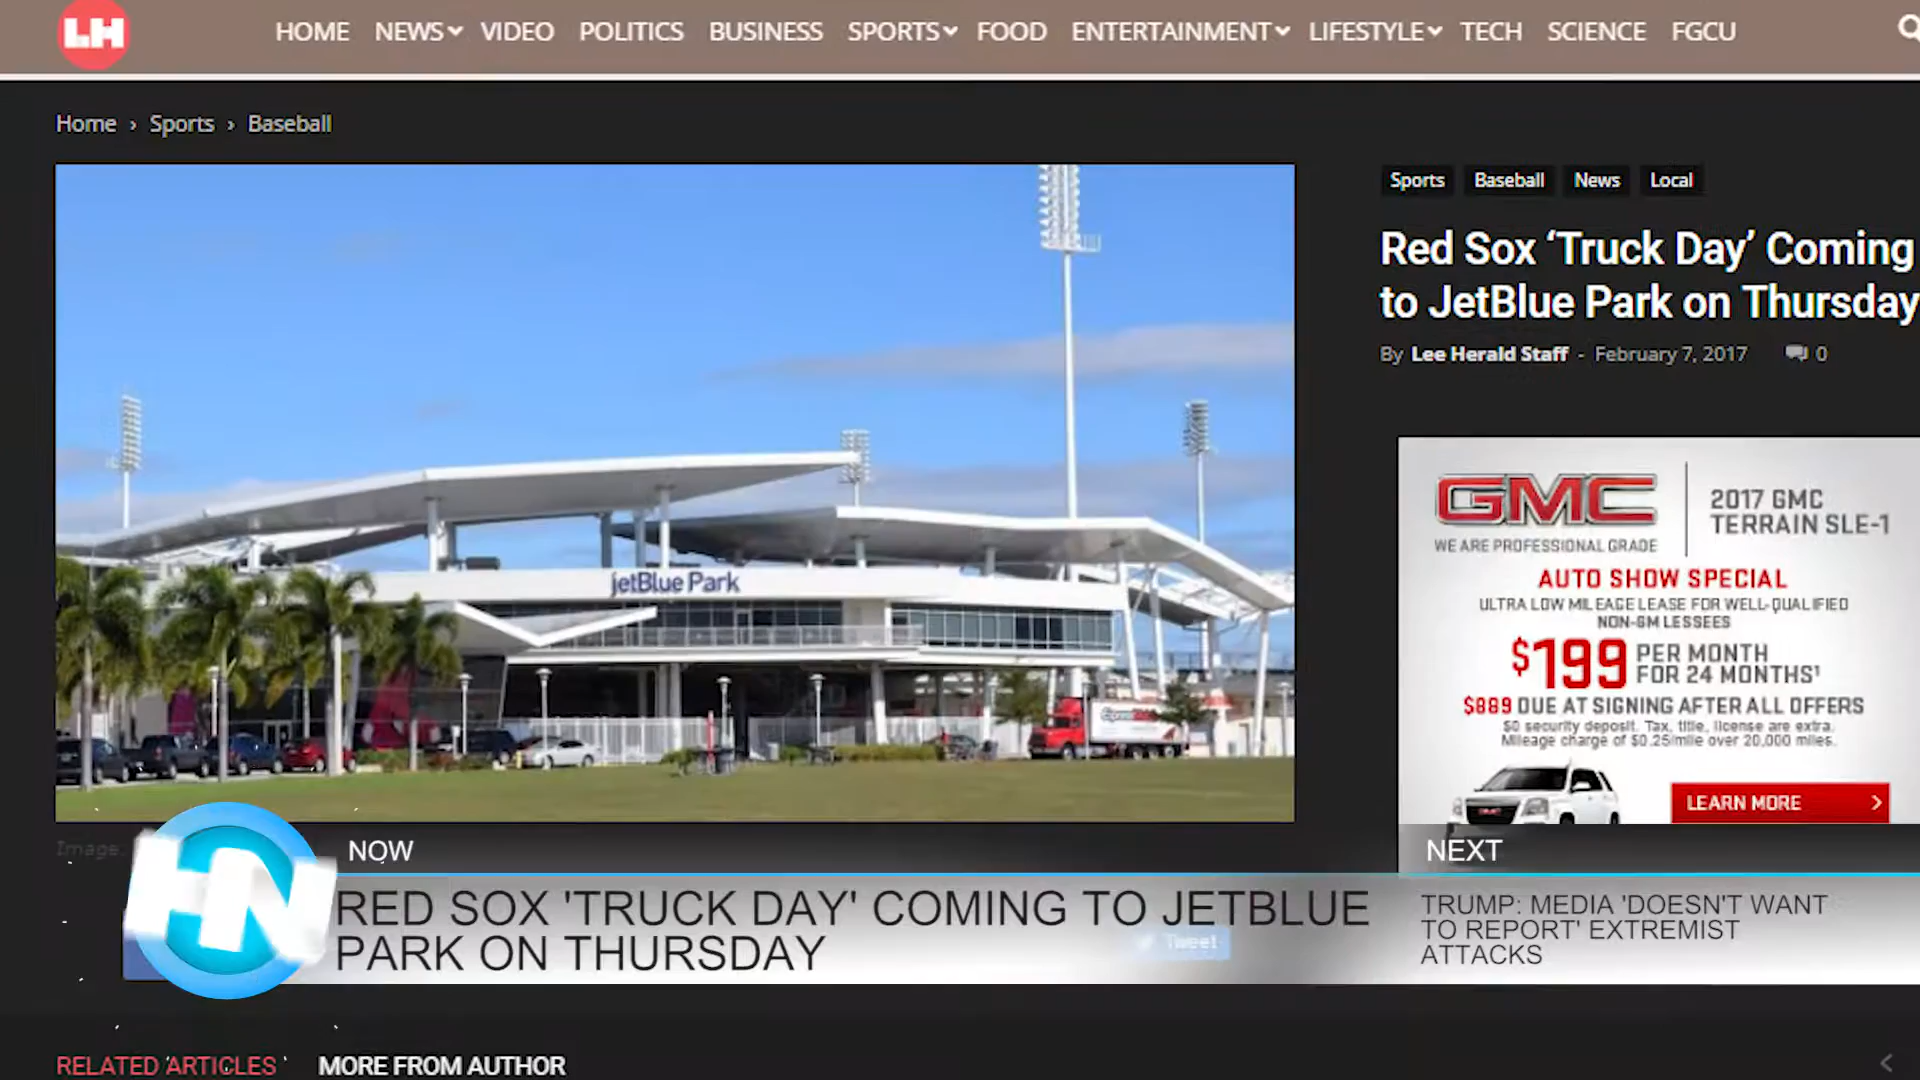 LH
HOME NEWS VIDEO POLITICS BUSINESS SPORTS FOOD ENTERTAINMENT LIFESTYLE TECH SCIENCE FGCU
Home › Sports › Baseball
Sports Baseball News Local
Red Sox ‘Truck Day’ Coming
to JetBlue Park on Thursday
By Lee Herald Staff - February 7, 2017 0
jetBlue Park
GMC
WE ARE PROFESSIONAL GRADE
2017 GMC
TERRAIN SLE-1
AUTO SHOW SPECIAL
ULTRA LOW MILEAGE LEASE FOR WELL-QUALIFIED
NON-GM LESSEES
$199 PER MONTH
FOR 24 MONTHS¹
$889 DUE AT SIGNING AFTER ALL OFFERS
$0 security deposit. Tax, title, license are extra.
Mileage charge of $0.25/mile over 20,000 miles.
LEARN MORE
Image:
HN
NOW
RED SOX 'TRUCK DAY' COMING TO JETBLUE
PARK ON THURSDAY
Tweet
NEXT
TRUMP: MEDIA 'DOESN'T WANT
TO REPORT' EXTREMIST
ATTACKS
RELATED ARTICLES MORE FROM AUTHOR